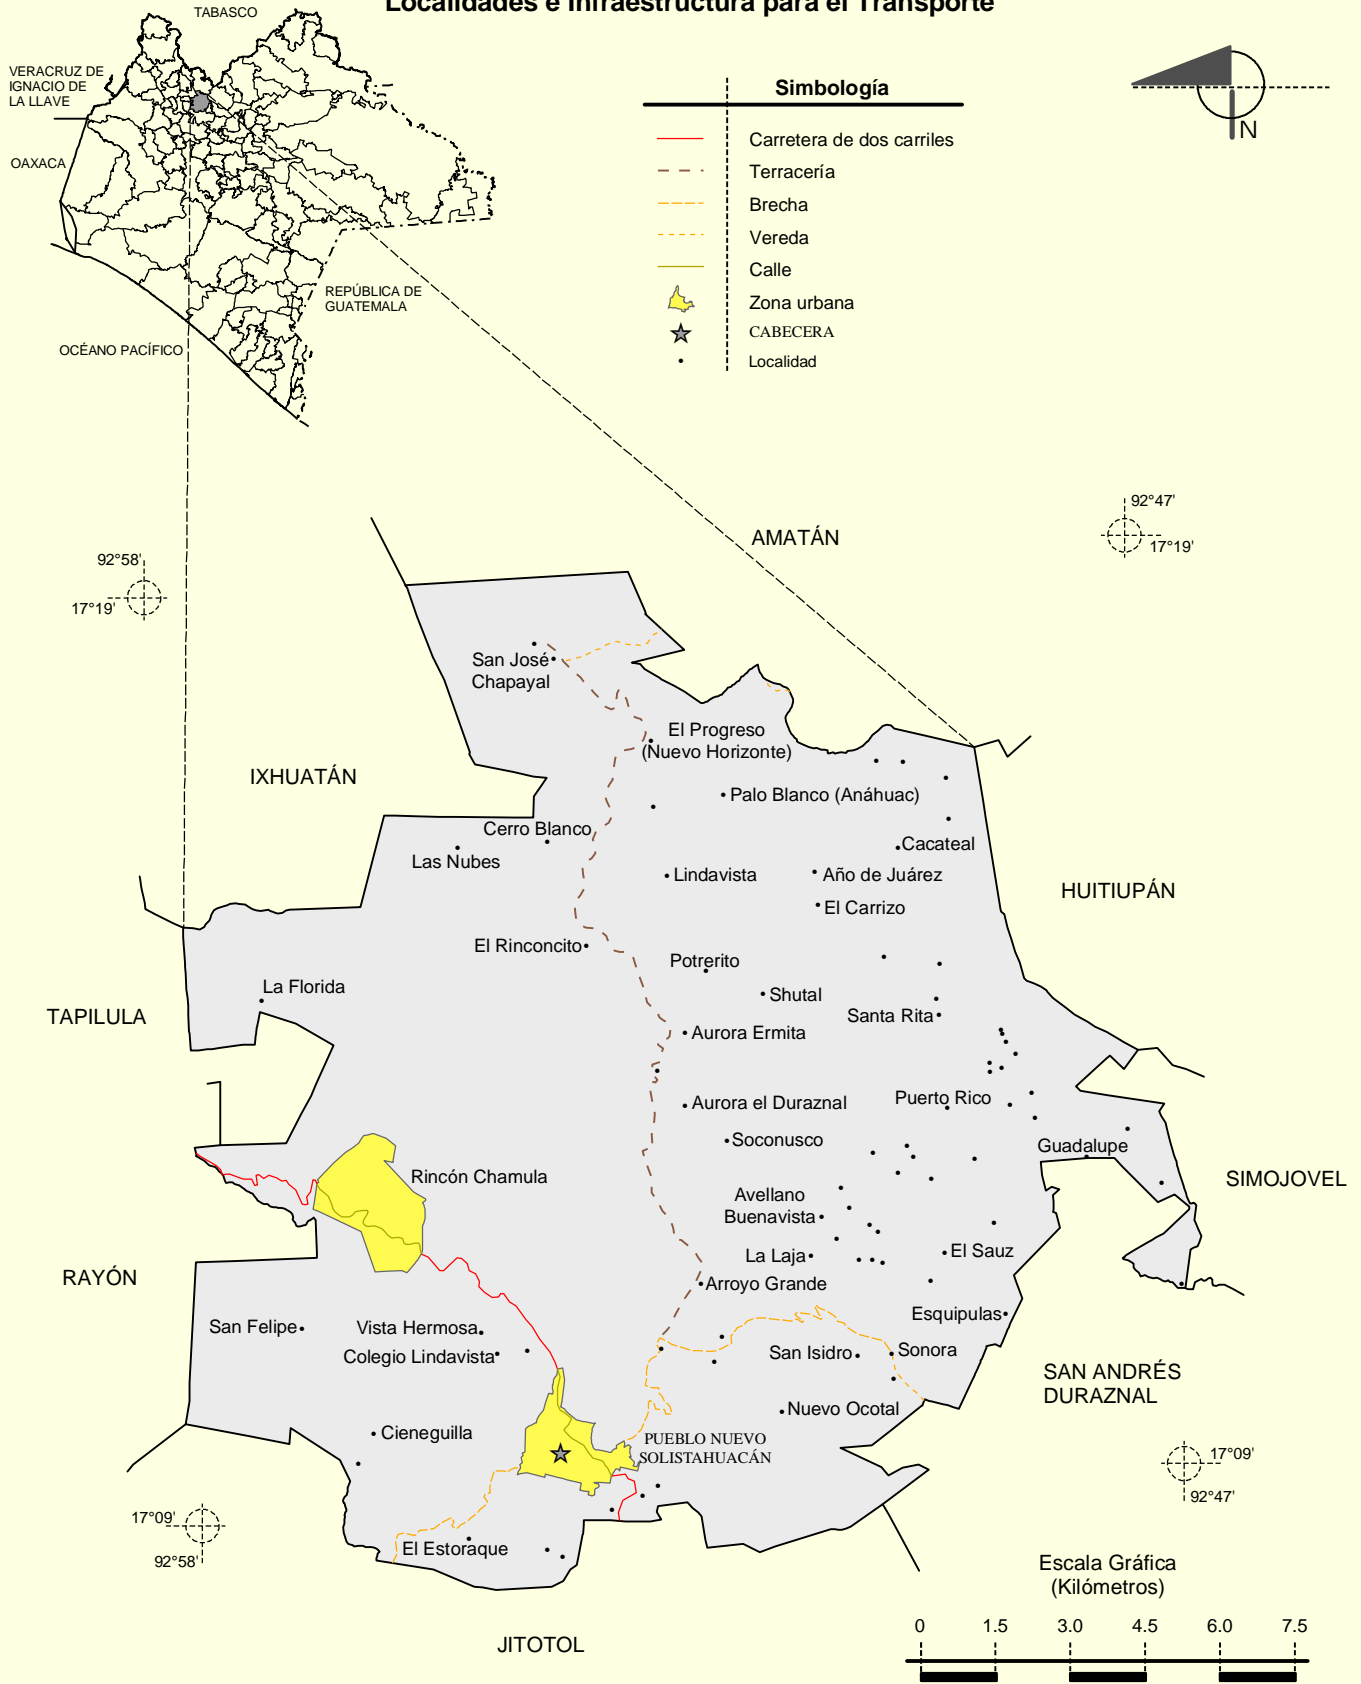 Localidades e Infraestructura para el Transporte
TABASCO
VERACRUZ DE
IGNACIO DE
LA LLAVE
OAXACA
REPÚBLICA DE
GUATEMALA
OCÉANO PACÍFICO
Simbología
Carretera de dos carriles
Terracería
Brecha
Vereda
Calle
Zona urbana
CABECERA
Localidad
N
92°47'
17°19'
92°58'
17°19'
AMATÁN
San José
Chapayal
El Progreso
(Nuevo Horizonte)
IXHUATÁN
Palo Blanco (Anáhuac)
Cerro Blanco
Las Nubes
Cacateal
Lindavista
Año de Juárez
HUITIUPÁN
El Carrizo
El Rinconcito
Potrerito
La Florida
Shutal
TAPILULA
Santa Rita
Aurora Ermita
Puerto Rico
Aurora el Duraznal
Soconusco
Guadalupe
Rincón Chamula
SIMOJOVEL
Avellano
Buenavista
La Laja
El Sauz
RAYÓN
Arroyo Grande
Esquipulas
San Felipe
Vista Hermosa
Colegio Lindavista
San Isidro
Sonora
SAN ANDRÉS
DURAZNAL
Nuevo Ocotal
Cieneguilla
PUEBLO NUEVO
SOLISTAHUACÁN
17°09'
92°47'
17°09'
92°58'
El Estoraque
Escala Gráfica
(Kilómetros)
0 1.5 3.0 4.5 6.0 7.5
JITOTOL